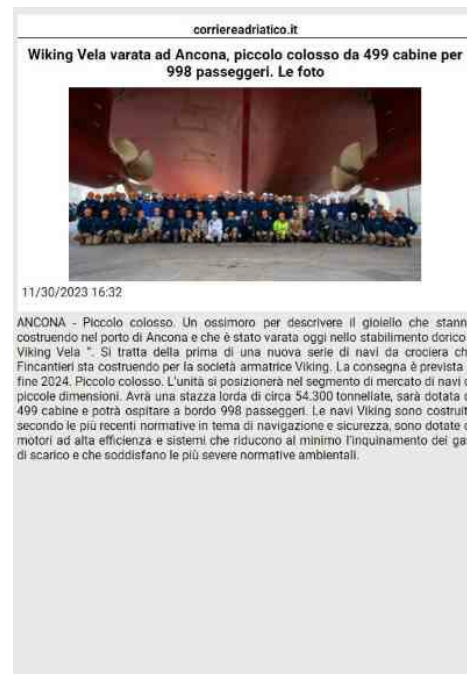 corriereadriatico.it
Wiking Vela varata ad Ancona, piccolo colosso da 499 cabine per
998 passeggeri. Le foto
11/30/2023 16:32
ANCONA - Piccolo colosso. Un ossimoro per descrivere il gioiello che stann
costruendo nel porto di Ancona e che è stato varata oggi nello stabilimento dorico
Viking Vela ". Si tratta della prima di una nuova serie di navi da crociera ch
Fincantieri sta costruendo per la società armatrice Viking. La consegna è prevista
fine 2024. Piccolo colosso. L'unità si posizionerà nel segmento di mercato di navi d
piccole dimensioni. Avrà una stazza lorda di circa 54.300 tonnellate, sarà dotata d
499 cabine e potrà ospitare a bordo 998 passeggeri. Le navi Viking sono costruit
secondo le più recenti normative in tema di navigazione e sicurezza, sono dotate d
motori ad alta efficienza e sistemi che riducono al minimo l'inquinamento dei ga
di scarico e che soddisfano le più severe normative ambientali.